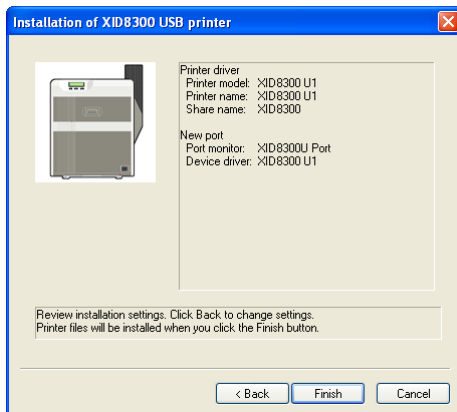 Installation of XID8300 USB printer
Printer driver
Printer model: XID8300 U1
Printer name: XID8300 U1
Share name: XID8300
New port
Port monitor: XID8300U Port
Device driver: XID8300 U1
Review installation settings. Click Back to change settings.
Printer files will be installed when you click the Finish button.
< Back Finish Cancel